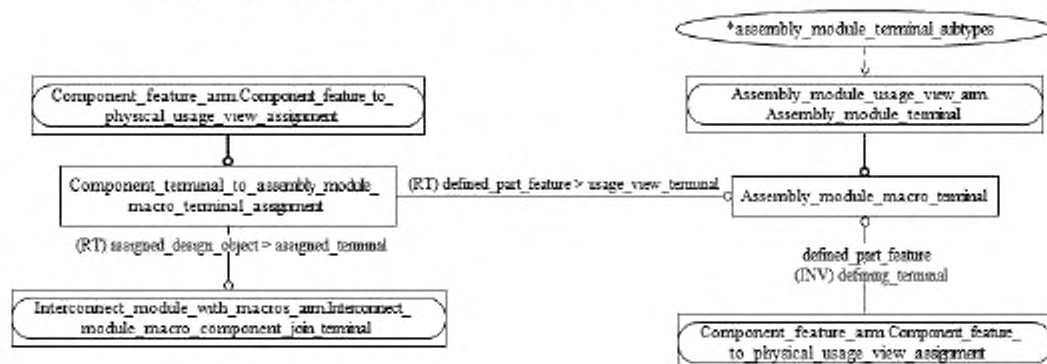 *assembly_module_terminal_subtypes
Component_feature_arm.Component_feature_to_
physical_usage_view_assignment
Assembly_module_usage_view_arm.
Assembly_module_terminal
Component_terminal_to_assembly_module_
macro_terminal_assignment
(RT) defined_part_feature > usage_view_terminal
Assembly_module_macro_terminal
(RT) assigned_design_object > assigned_terminal
defined_part_feature
(INV) defining_terminal
Interconnect_module_with_macros_arm.Interconnect_
module_macro_component_join_terminal
Component_feature_arm.Component_feature_
to_physical_usage_view_assignment